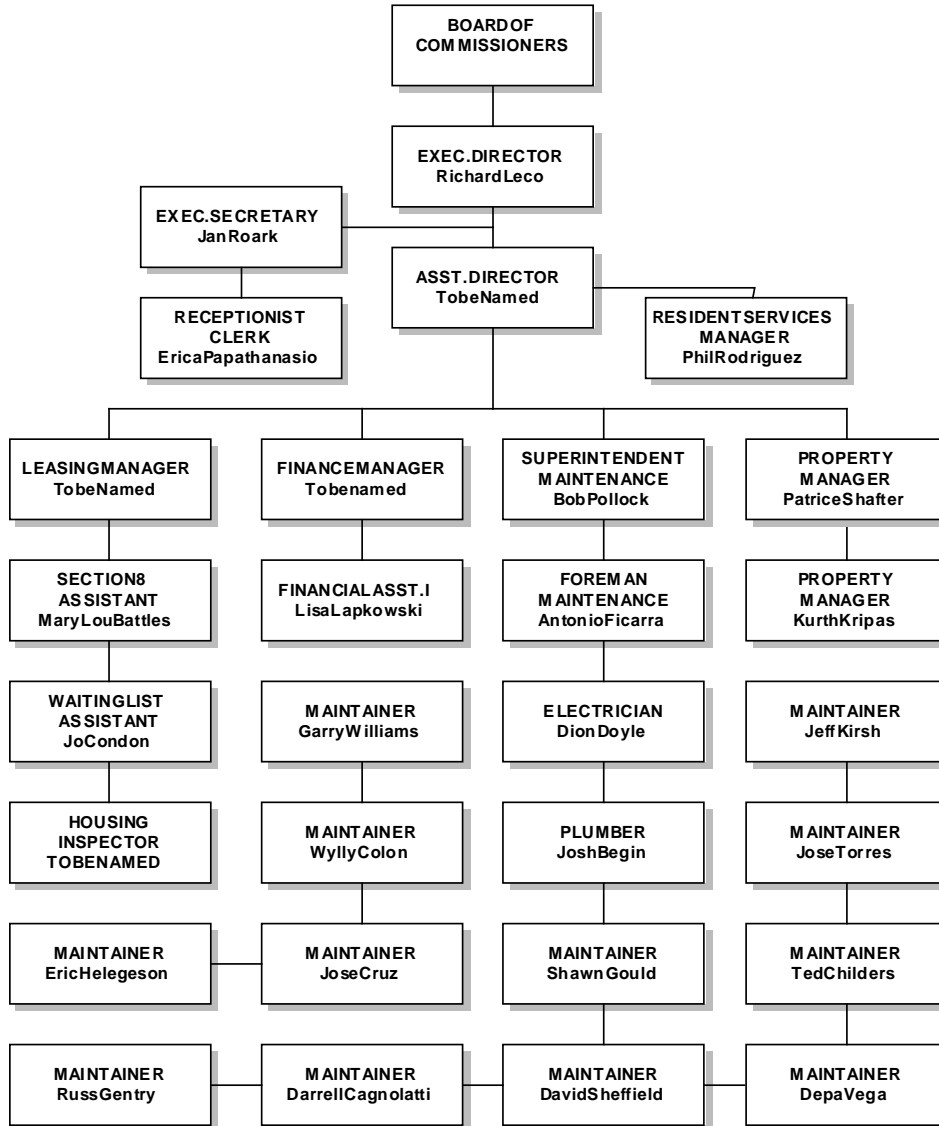 BOARDOF
COMMISSIONERS
EXEC.DIRECTOR
RichardLeco
EXEC.SECRETARY
JanRoark
ASST.DIRECTOR
TobeNamed
RECEPTIONIST
CLERK
EricaPapathanasio
RESIDENTSERVICES
MANAGER
PhilRodriguez
LEASINGMANAGER
TobeNamed
FINANCEMANAGER
Tobenamed
SUPERINTENDENT
MAINTENANCE
BobPollock
PROPERTY
MANAGER
PatriceShafter
SECTION8
ASSISTANT
MaryLouBattles
FINANCIALASST.I
LisaLapkowski
FOREMAN
MAINTENANCE
AntonioFicarra
PROPERTY
MANAGER
KurthKripas
WAITINGLIST
ASSISTANT
JoCondon
MAINTAINER
GarryWilliams
ELECTRICIAN
DionDoyle
MAINTAINER
JeffKirsh
HOUSING
INSPECTOR
TOBENAMED
MAINTAINER
WyllyColon
PLUMBER
JoshBegin
MAINTAINER
JoseTorres
MAINTAINER
EricHelegeson
MAINTAINER
JoseCruz
MAINTAINER
ShawnGould
MAINTAINER
TedChilders
MAINTAINER
RussGentry
MAINTAINER
DarrellCagnolatti
MAINTAINER
DavidSheffield
MAINTAINER
DepaVega